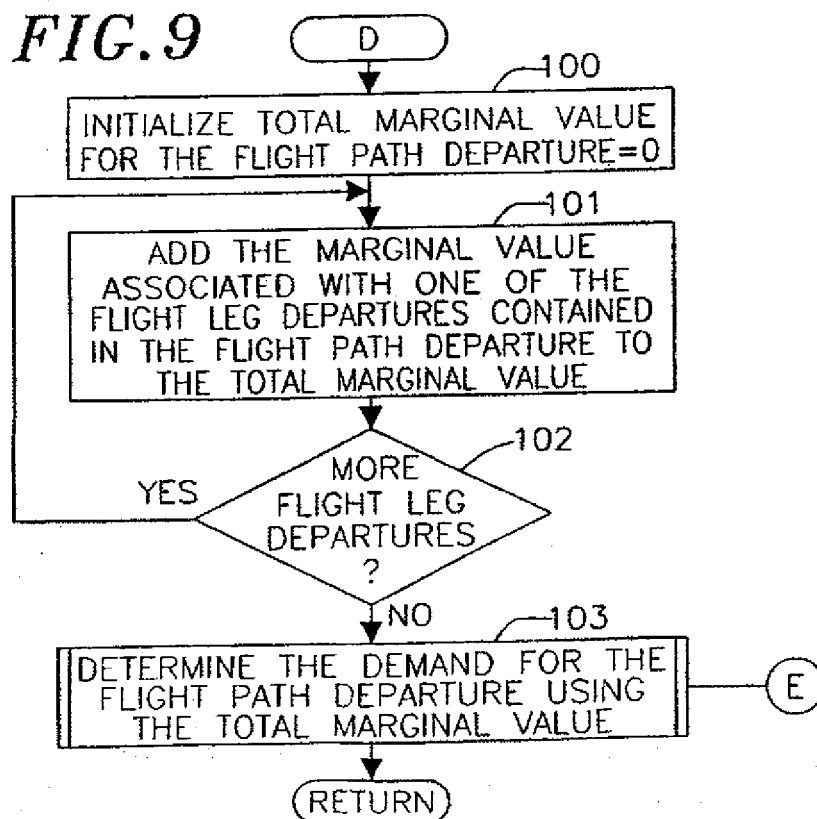 FIG. 9
D
100
INITIALIZE TOTAL MARGINAL VALUE
FOR THE FLIGHT PATH DEPARTURE=0
101
ADD THE MARGINAL VALUE
ASSOCIATED WITH ONE OF THE
FLIGHT LEG DEPARTURES CONTAINED
IN THE FLIGHT PATH DEPARTURE TO
THE TOTAL MARGINAL VALUE
102
MORE
FLIGHT LEG
DEPARTURES
?
YES
NO
103
DETERMINE THE DEMAND FOR THE
FLIGHT PATH DEPARTURE USING
THE TOTAL MARGINAL VALUE
E
RETURN